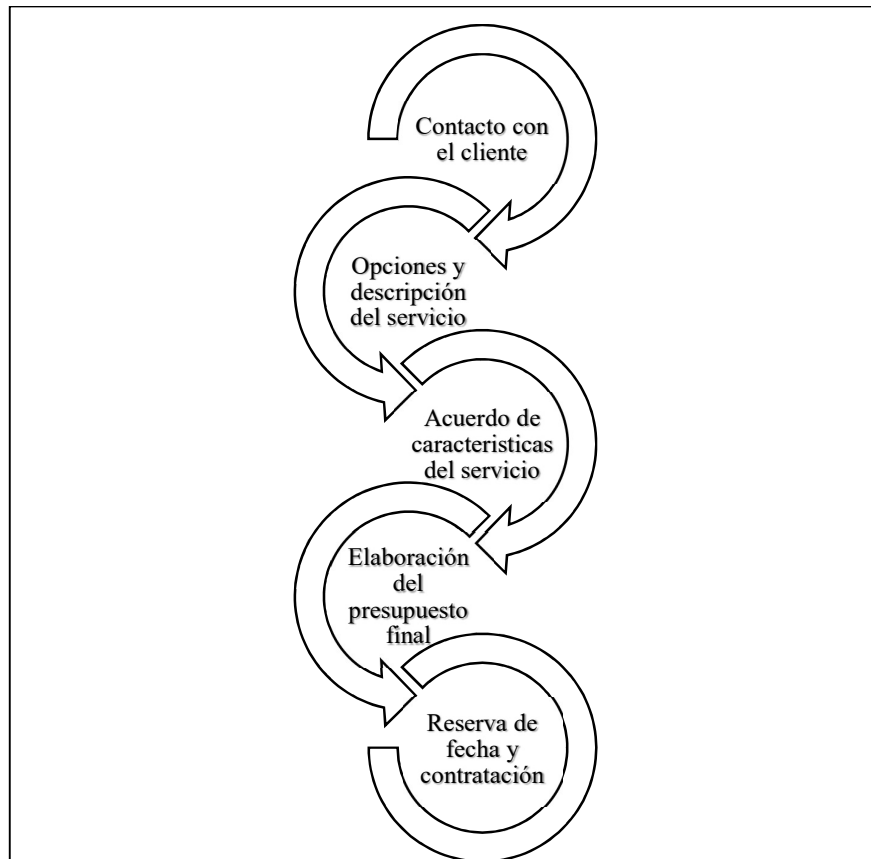 Contacto con
el cliente
Opciones y
descripción
del servicio
Acuerdo de
caracteristicas
del servicio
Elaboración
del
presupuesto
final
Reserva de
fecha y
contratación